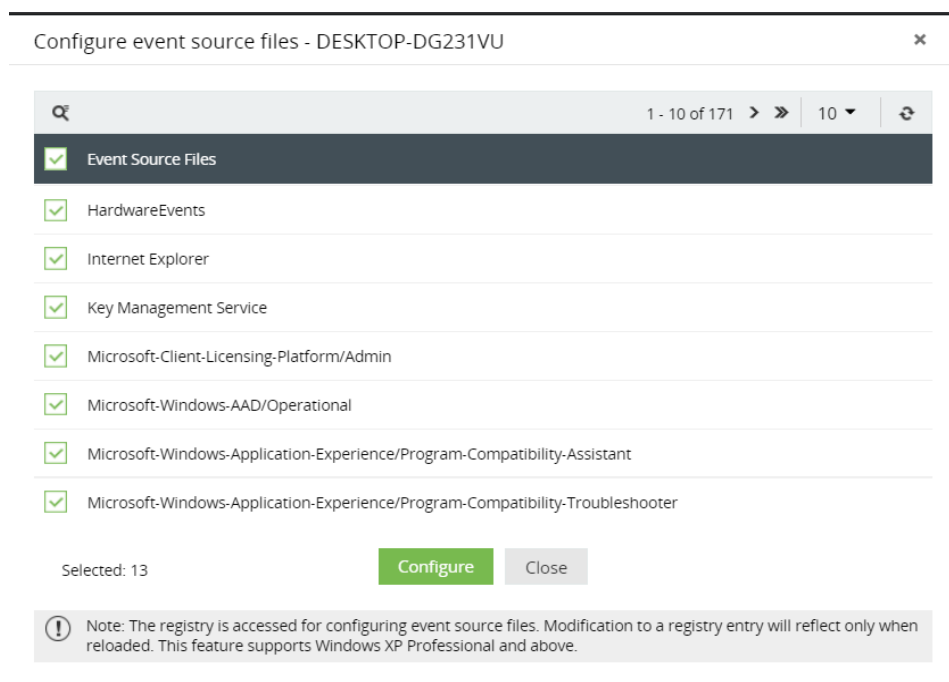 Configure event source files - DESKTOP-DG231VU
1 - 10 of 171 10
Event Source Files
HardwareEvents
Internet Explorer
Key Management Service
Microsoft-Client-Licensing-Platform/Admin
Microsoft-Windows-AAD/Operational
Microsoft-Windows-Application-Experience/Program-Compatibility-Assistant
Microsoft-Windows-Application-Experience/Program-Compatibility-Troubleshooter
Selected: 13 Configure Close
Note: The registry is accessed for configuring event source files. Modification to a registry entry will reflect only when
reloaded. This feature supports Windows XP Professional and above.